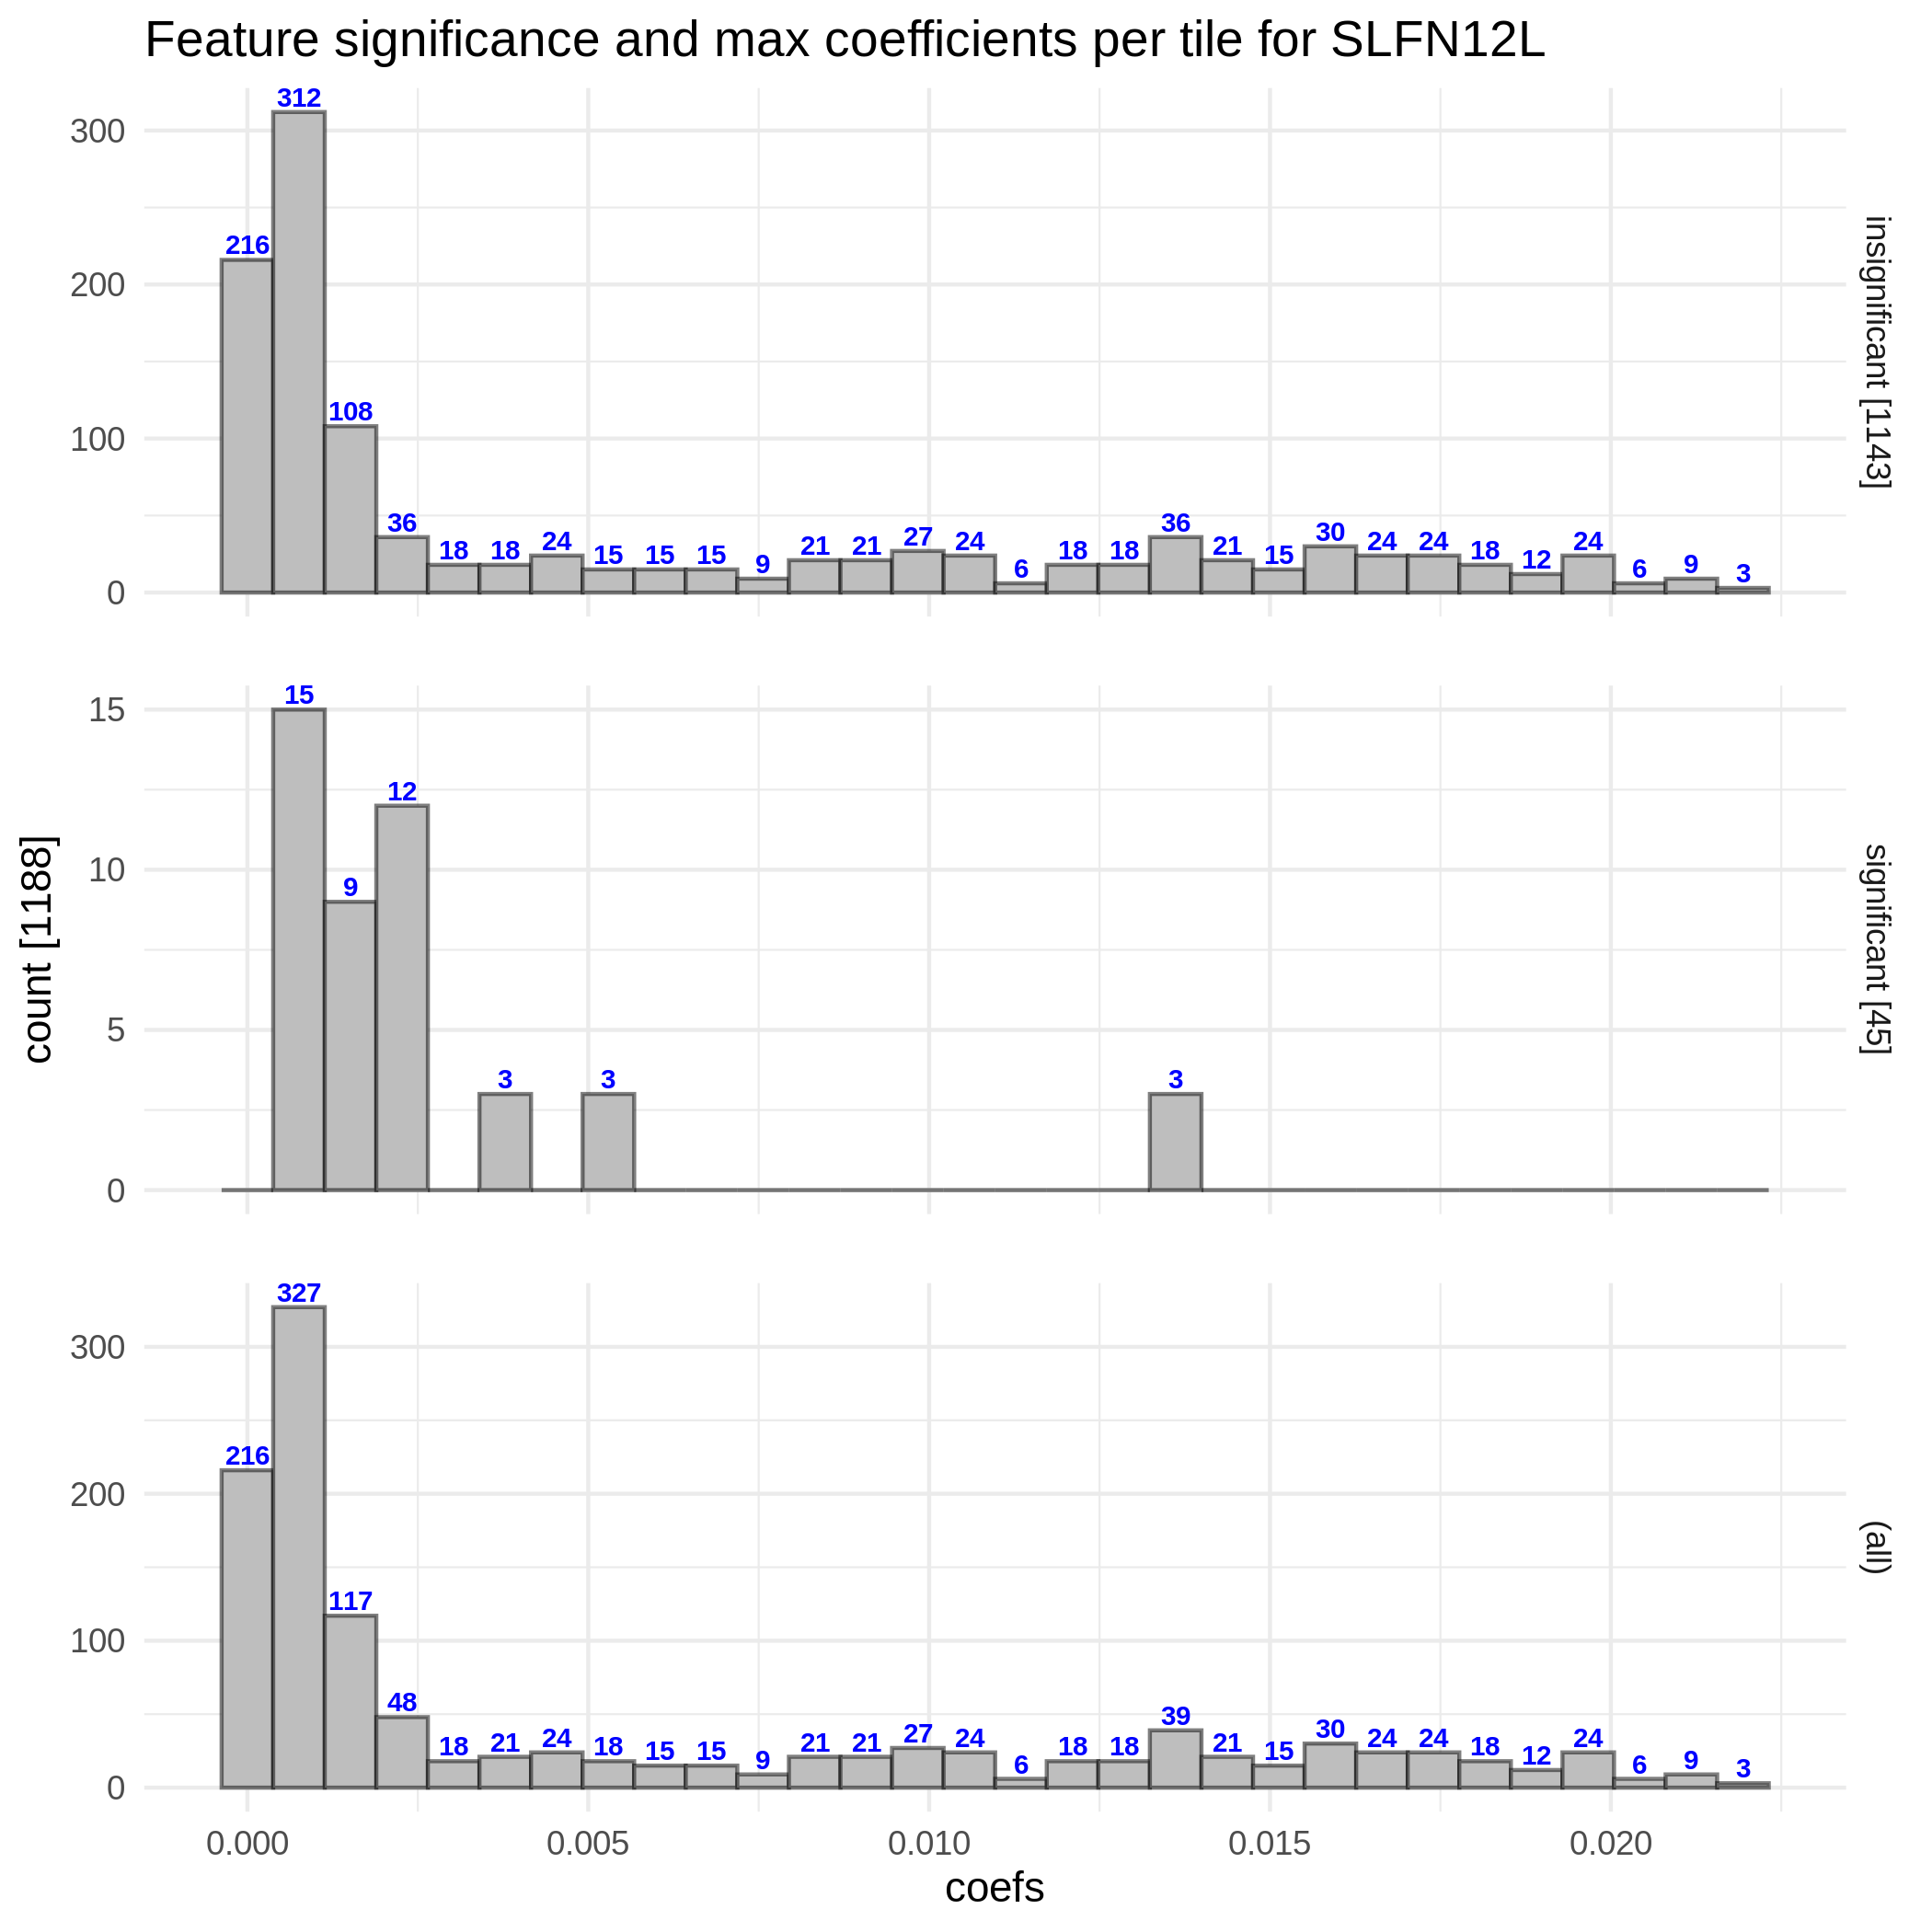 Feature significance and max coefficients per tile for SLFN12L
312
300
216
200
108
100
36 18 18 24 15 15 15 9 21 21 27 24 6 18 18 36 21 15 30 24 24 18 12 24 6 9 3
0
insignificant [1143]
15
15
12
9
10
5
3 3 3
0
significant [45]
count [1188]
327
300
216
200
117
100
48 18 21 24 18 15 15 9 21 21 27 24 6 18 18 39 21 15 30 24 24 18 12 24 6 9 3
0
(all)
0.000 0.005 0.010 0.015 0.020
coefs